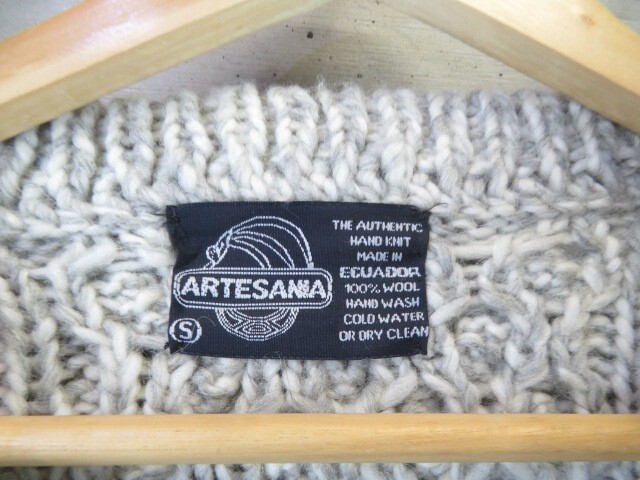 ARTESANIA
S
THE AUTHENTIC
HAND KNIT
MADE IN
ECUADOR
100% WOOL
HAND WASH
COLD WATER
OR DRY CLEAN